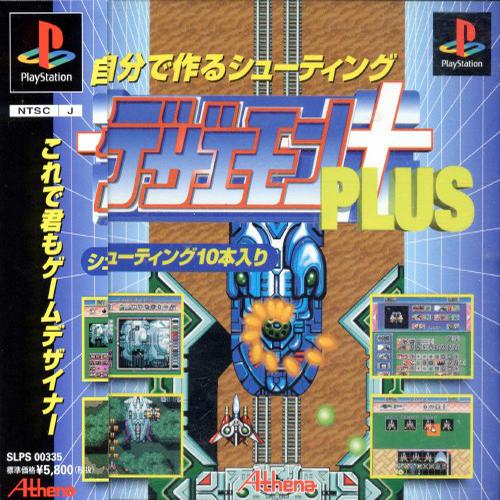 PlayStation
PlayStation
NTSC J
自分で作るシューティング
デザエモン+
PLUS
シューティング10本入り
これで君もゲームデザイナー
SLPS 00335
標準価格¥5,800(税抜)
Athena
Athena